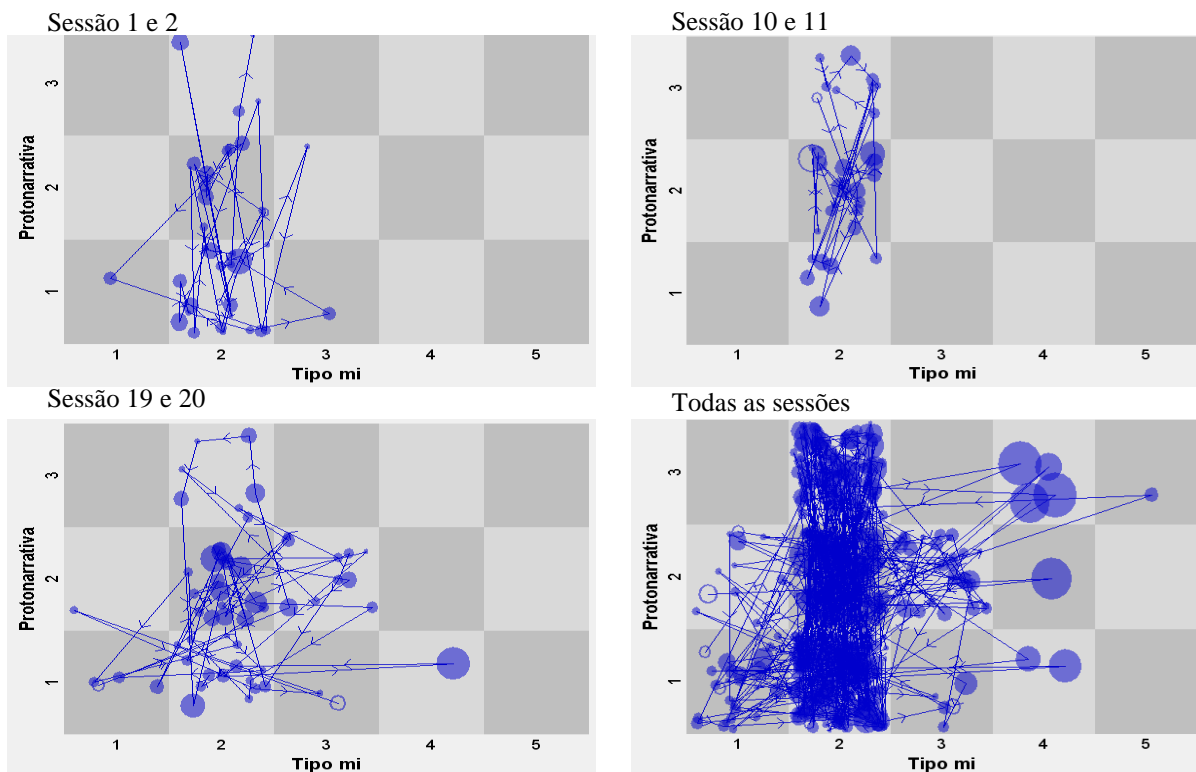 Sessão 1 e 2
Protonarrativa
3
2
1
1 2 3 4 5
Tipo mi
Sessão 10 e 11
Protonarrativa
3
2
1
1 2 3 4 5
Tipo mi
Sessão 19 e 20
Protonarrativa
3
2
1
1 2 3 4 5
Tipo mi
Todas as sessões
Protonarrativa
3
2
1
1 2 3 4 5
Tipo mi